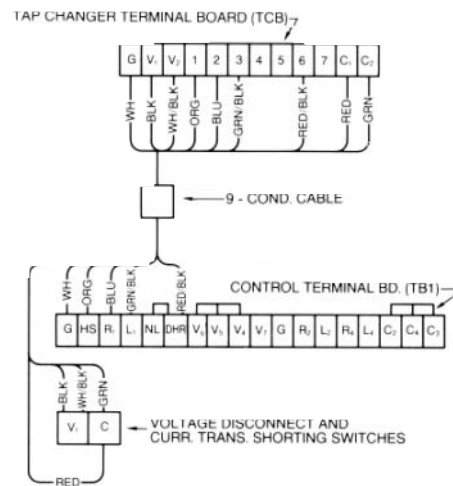 TAP CHANGER TERMINAL BOARD (TCB)
G V₁ V₂ 1 2 3 4 5 6 7 C₁ C₂
WH BLK WH/BLK ORG BLU GRN/BLK RED/BLK RED GRN
9 - COND. CABLE
WH ORG BLU GRN/BLK RED/BLK
CONTROL TERMINAL BD. (TB1)
G HS R₁ L₁ NL DHR V₆ V₅ V₄ V₇ G R₂ L₂ R₄ L₄ C₂ C₄ C₃
BLK WH/BLK GRN
V₁ C
VOLTAGE DISCONNECT AND
CURR. TRANS. SHORTING SWITCHES
RED